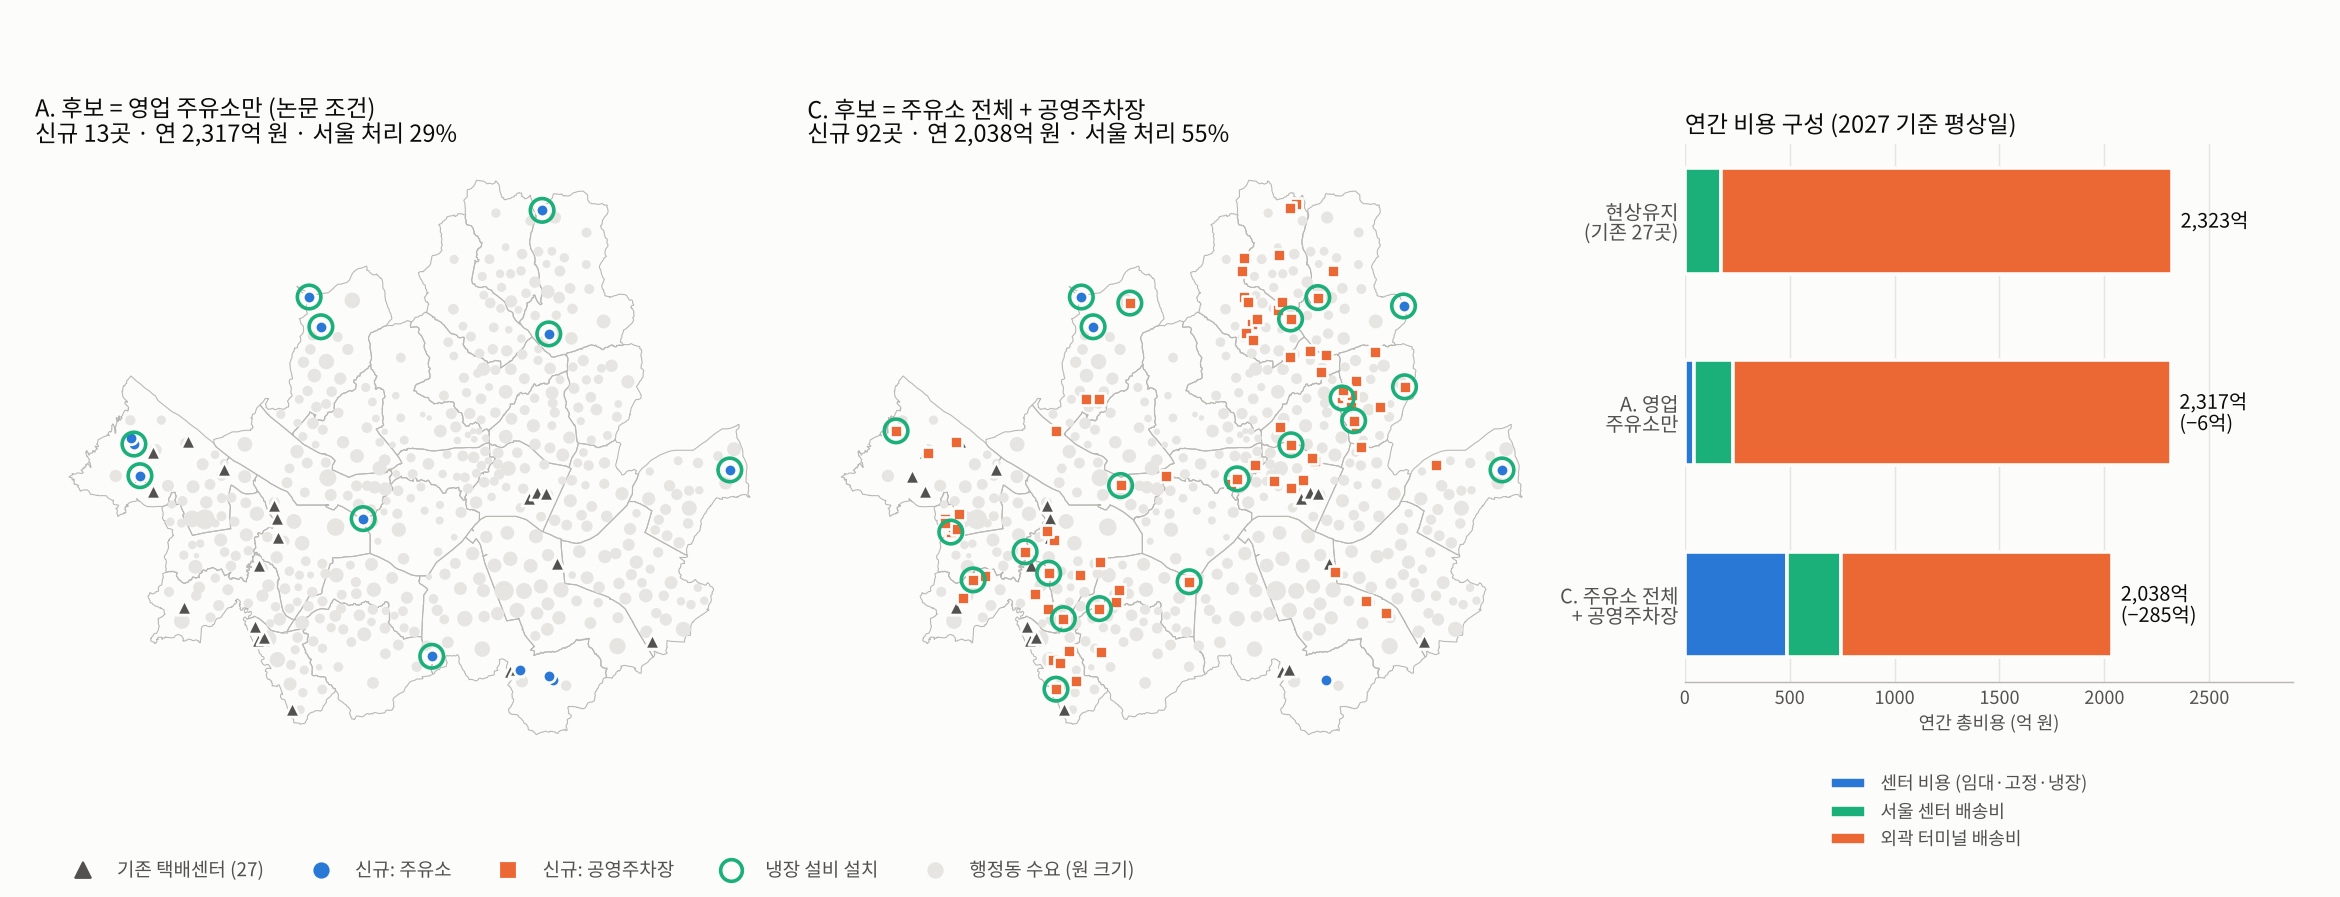 A. 후보 = 영업 주유소만 (논문 조건)
신규 13곳 · 연 2,317억 원 · 서울 처리 29%
C. 후보 = 주유소 전체 + 공영주차장
신규 92곳 · 연 2,038억 원 · 서울 처리 55%
연간 비용 구성 (2027 기준 평상일)
현상유지
(기존 27곳)
2,323억
A. 영업
주유소만
2,317억
(−6억)
C. 주유소 전체
+ 공영주차장
2,038억
(−285억)
0 500 1000 1500 2000 2500
연간 총비용 (억 원)
센터 비용 (임대·고정·냉장)
서울 센터 배송비
외곽 터미널 배송비
기존 택배센터 (27)
신규: 주유소
신규: 공영주차장
냉장 설비 설치
행정동 수요 (원 크기)